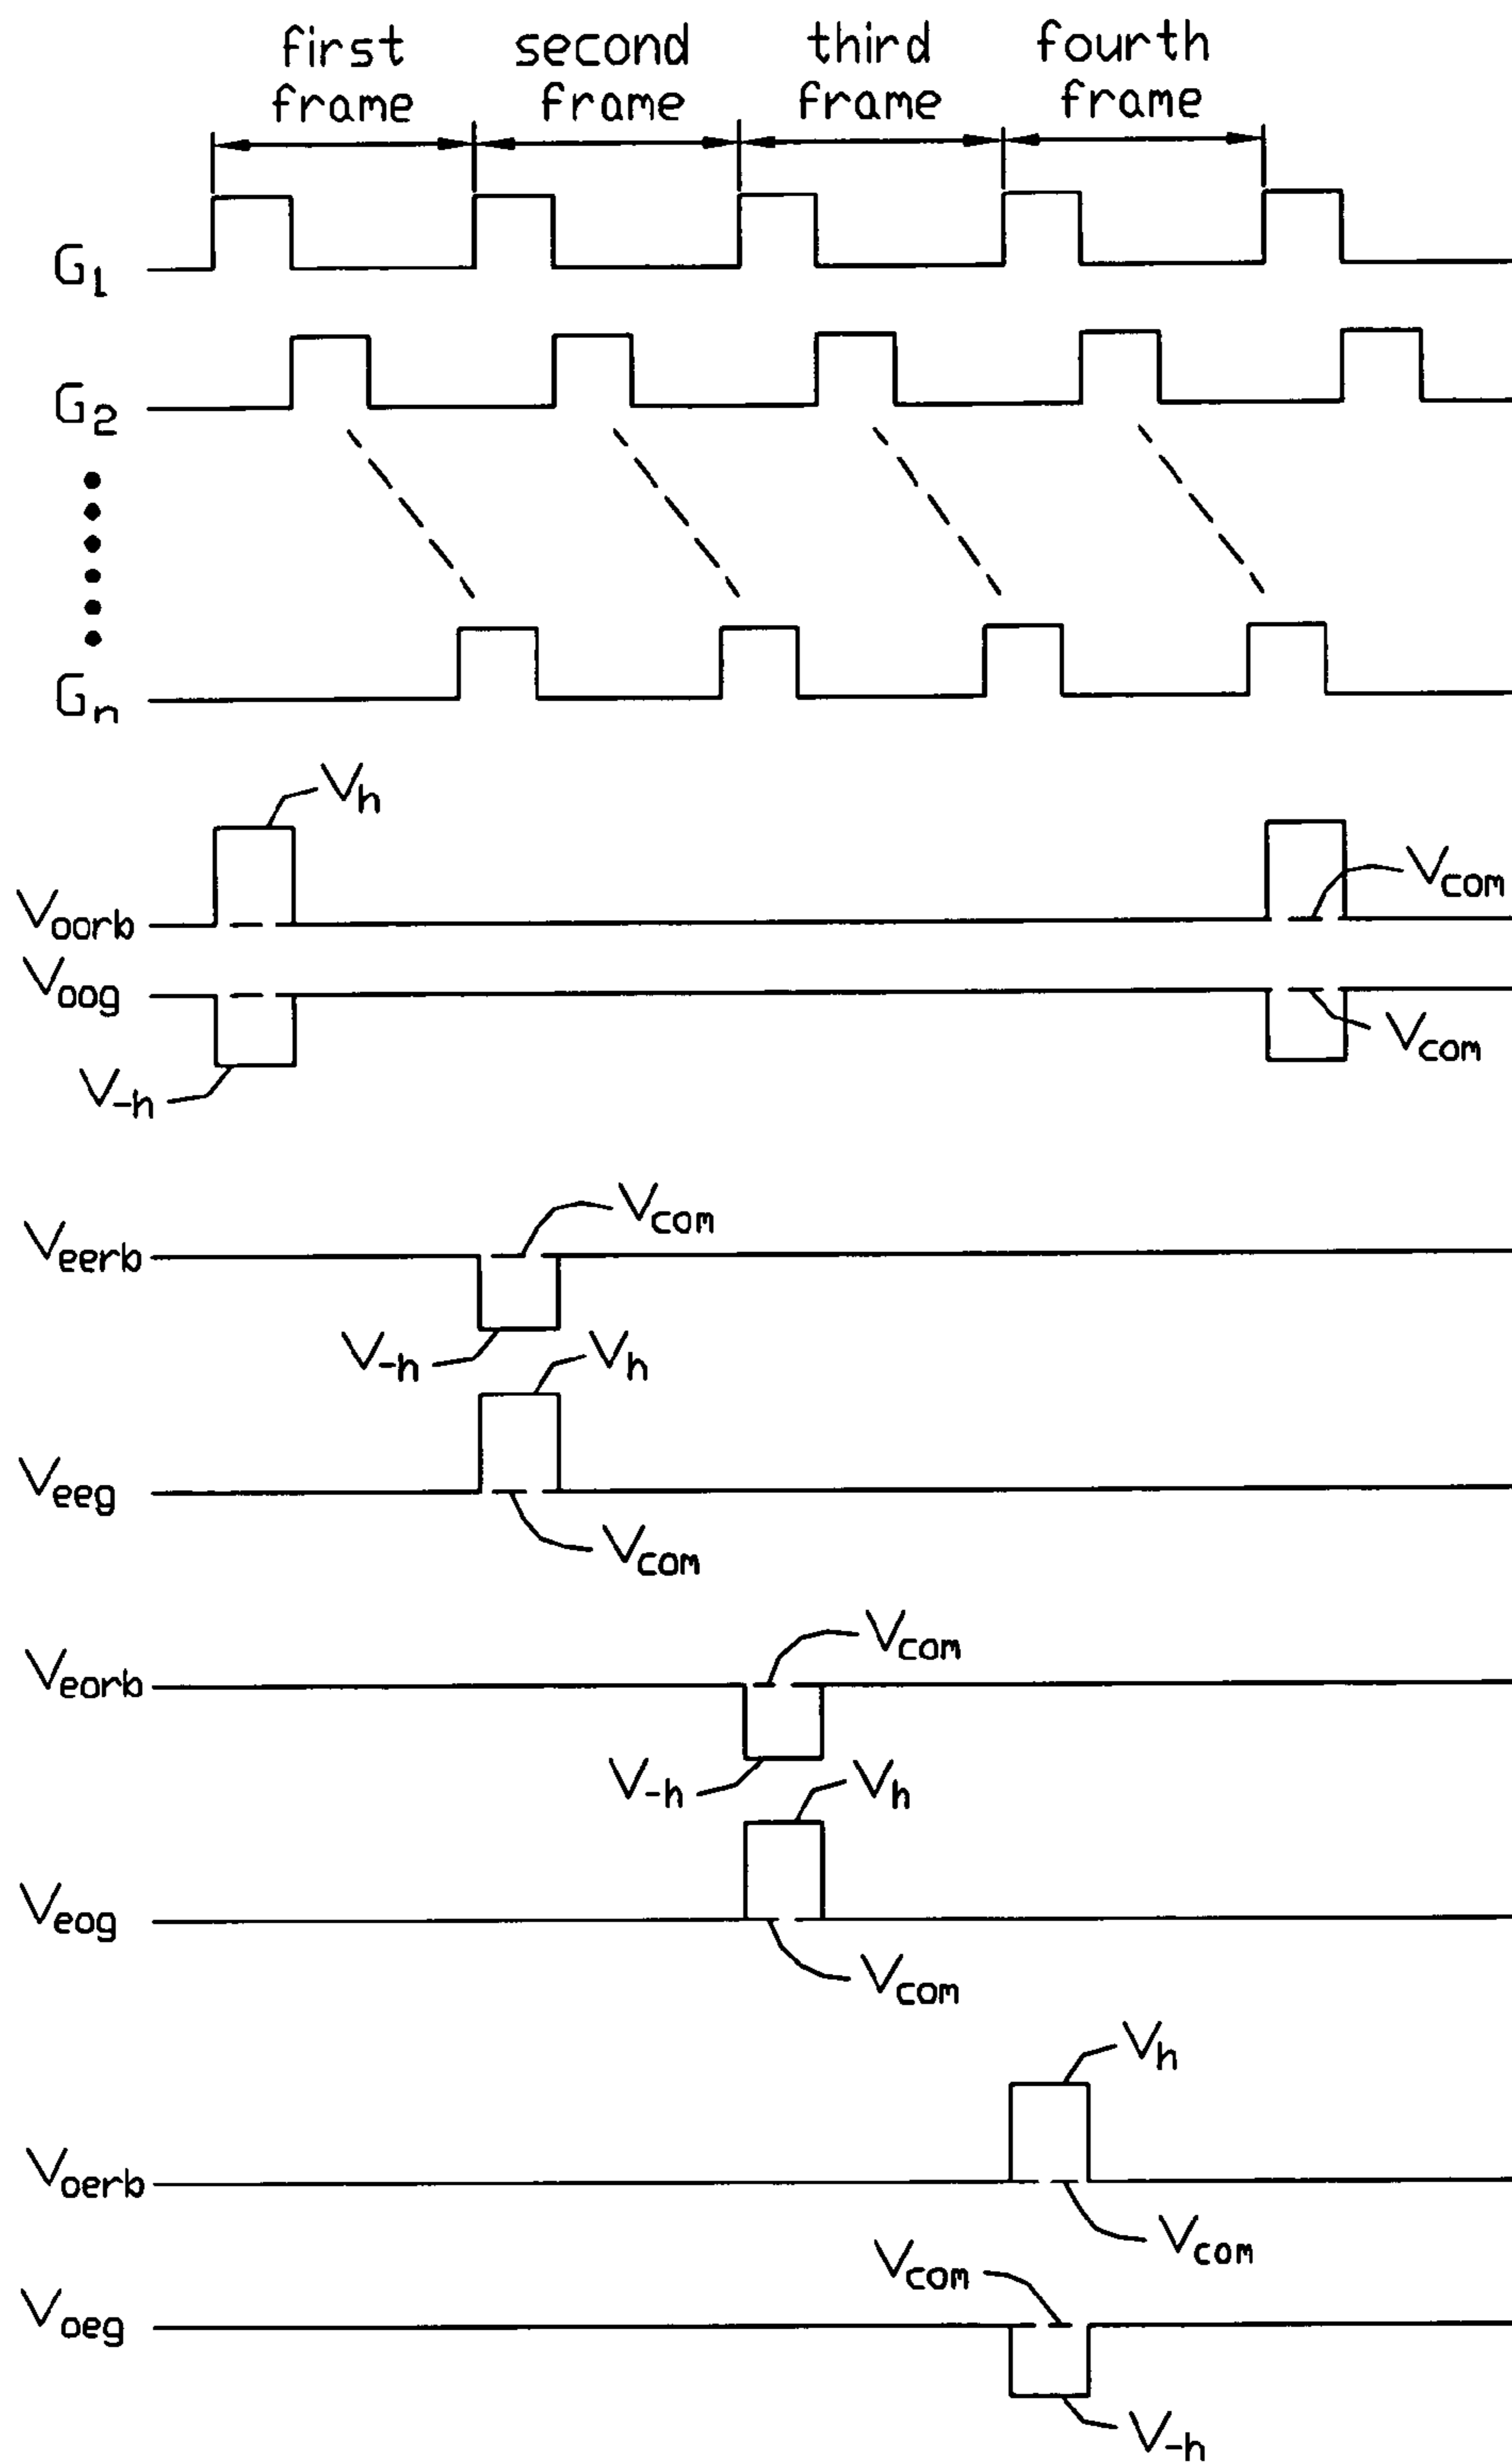 first second third fourth
frame frame frame frame
G1
G2
Gn
Vh
Voorb
Vcom
Voog
Vcom
V-h
Vcom
Veerb
V-h
Vh
Veeg
Vcom
Vcom
Veorb
V-h
Vh
Veog
Vcom
Vh
Voerb
Vcom
Vcom
Voeg
V-h